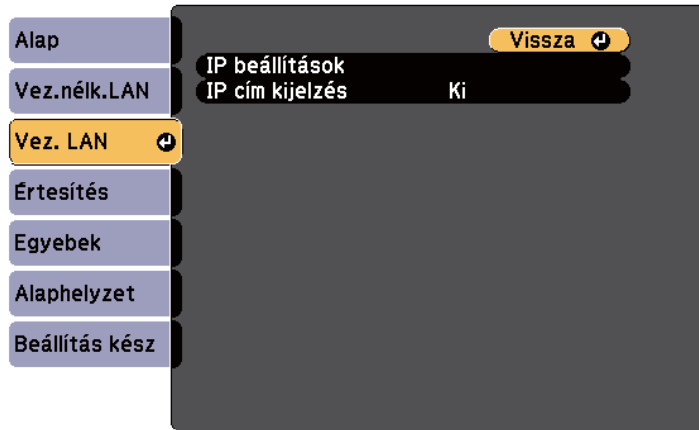 Alap
Vez.nélk.LAN
Vez. LAN
Értesítés
Egyebek
Alaphelyzet
Beállítás kész
Vissza
IP beállítások
IP cím kijelzés Ki